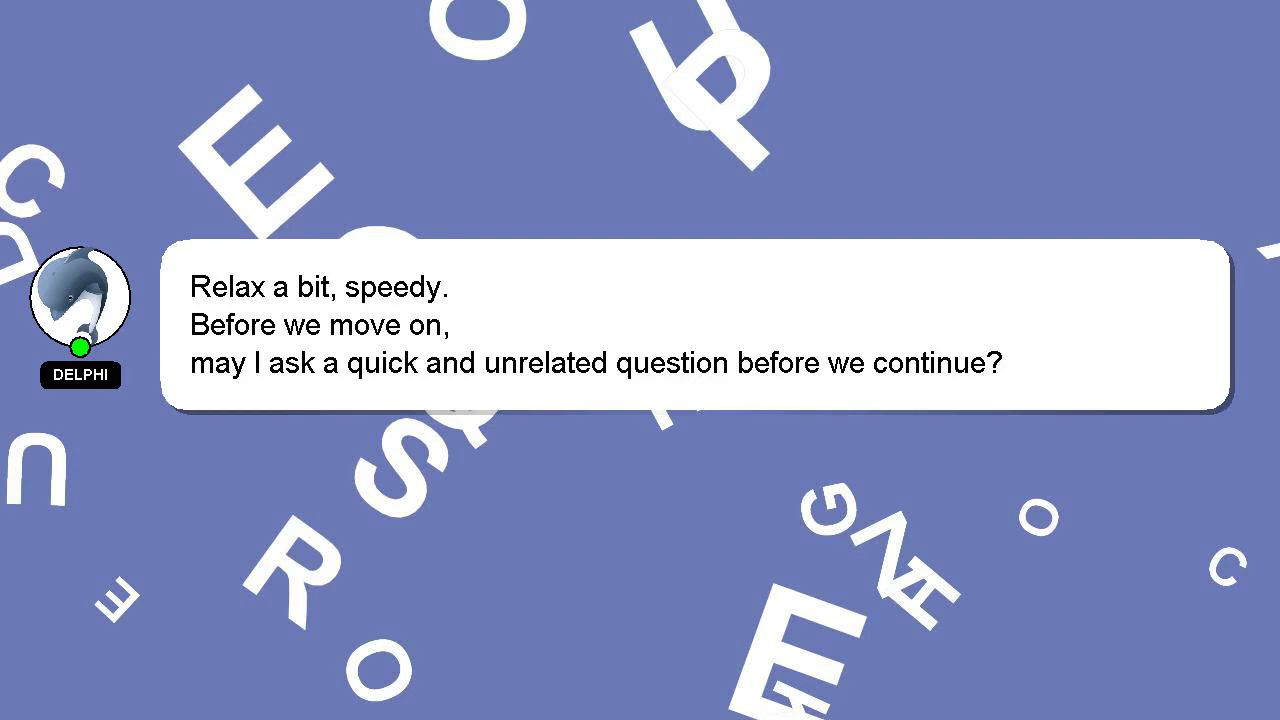 Relax a bit, speedy.
Before we move on,
may I ask a quick and unrelated question before we continue?
DELPHI